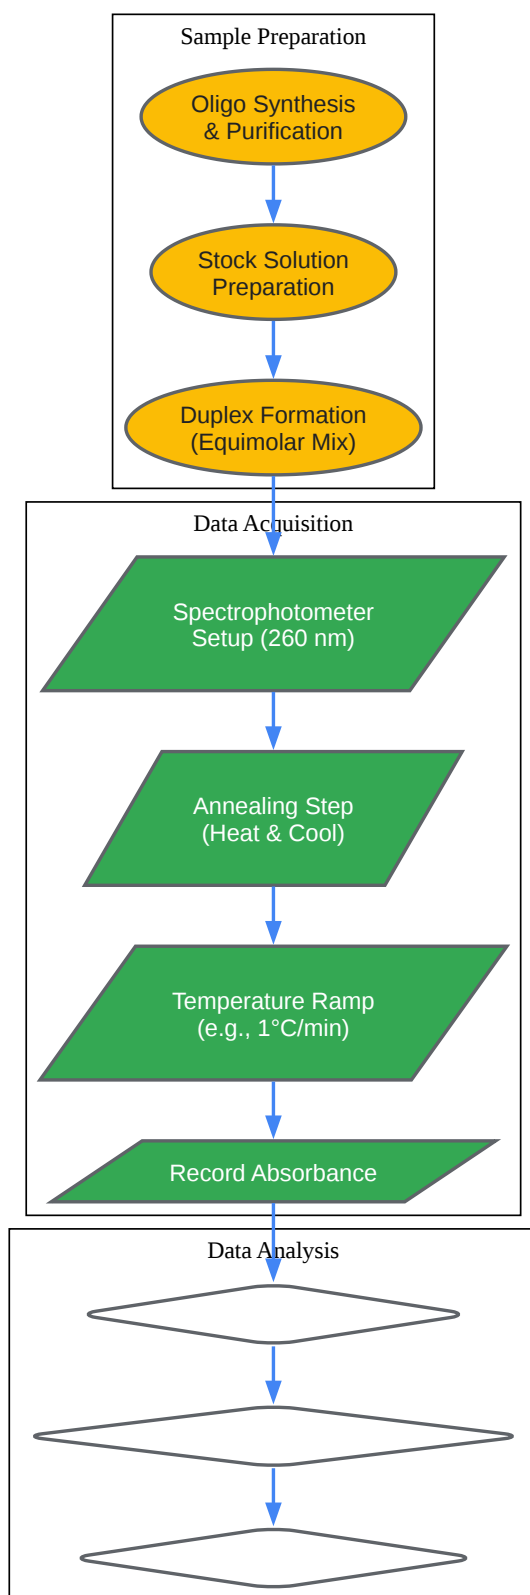 Sample Preparation
Oligo Synthesis
& Purification
Stock Solution
Preparation
Duplex Formation
(Equimolar Mix)
Data Acquisition
Spectrophotometer
Setup (260 nm)
Annealing Step
(Heat & Cool)
Temperature Ramp
(e.g., 1°C/min)
Record Absorbance
Data Analysis